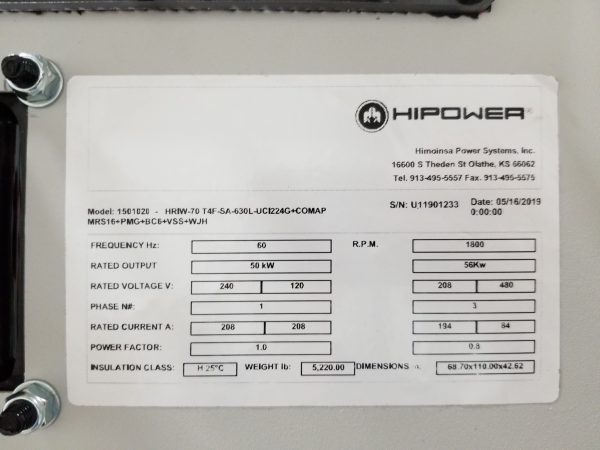 HIPOWER
Himoinsa Power Systems, Inc.
16600 S Theden St Olathe, KS 66062
Tel. 913-495-5557 Fax. 913-495-5575
Model: 1501020 - HRIW-70 T4F-SA-630L-UCI224G+COMAP S/N: U11901233 Date: 05/16/2019
MRS16+PMG+BC6+VSS+WJH 0:00:00
FREQUENCY Hz: 60 R.P.M. 1800
RATED OUTPUT 50 kW 56Kw
RATED VOLTAGE V: 240 120 208 480
PHASE N#: 1 3
RATED CURRENT A: 208 208 194 84
POWER FACTOR: 1.0 0.8
INSULATION CLASS: H 25°C WEIGHT lb: 5,220.00 DIMENSIONS 68.70x110.00x42.62